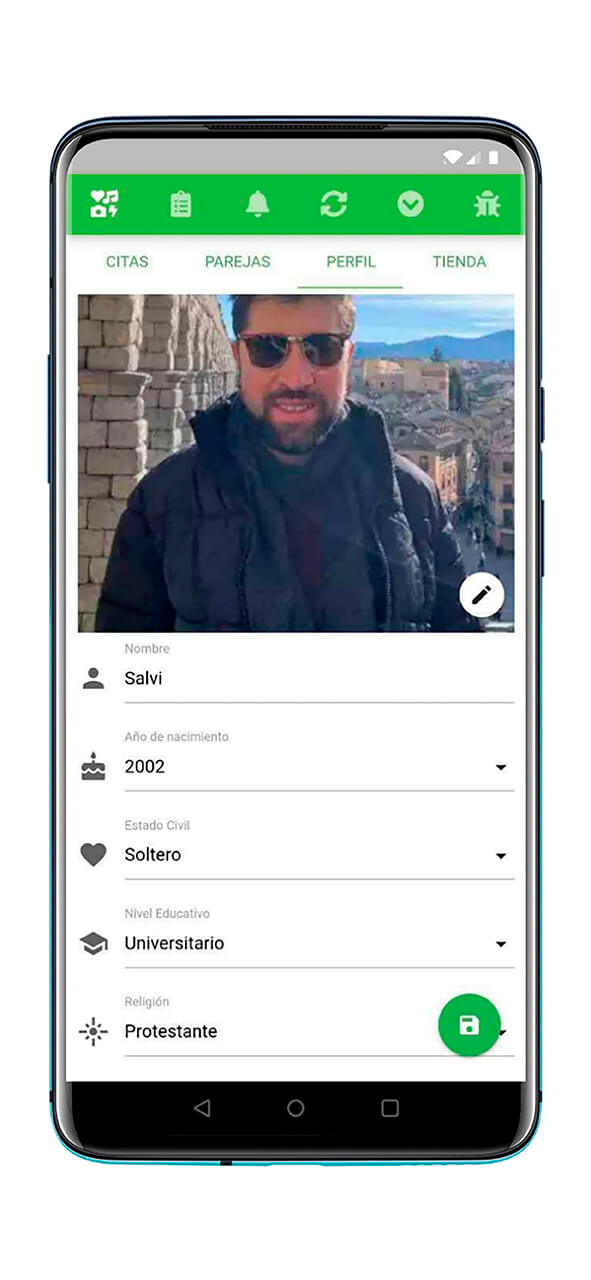 CITAS PAREJAS PERFIL TIENDA
Nombre
Salvi
Año de nacimiento
2002
Estado Civil
Soltero
Nivel Educativo
Universitario
Religión
Protestante